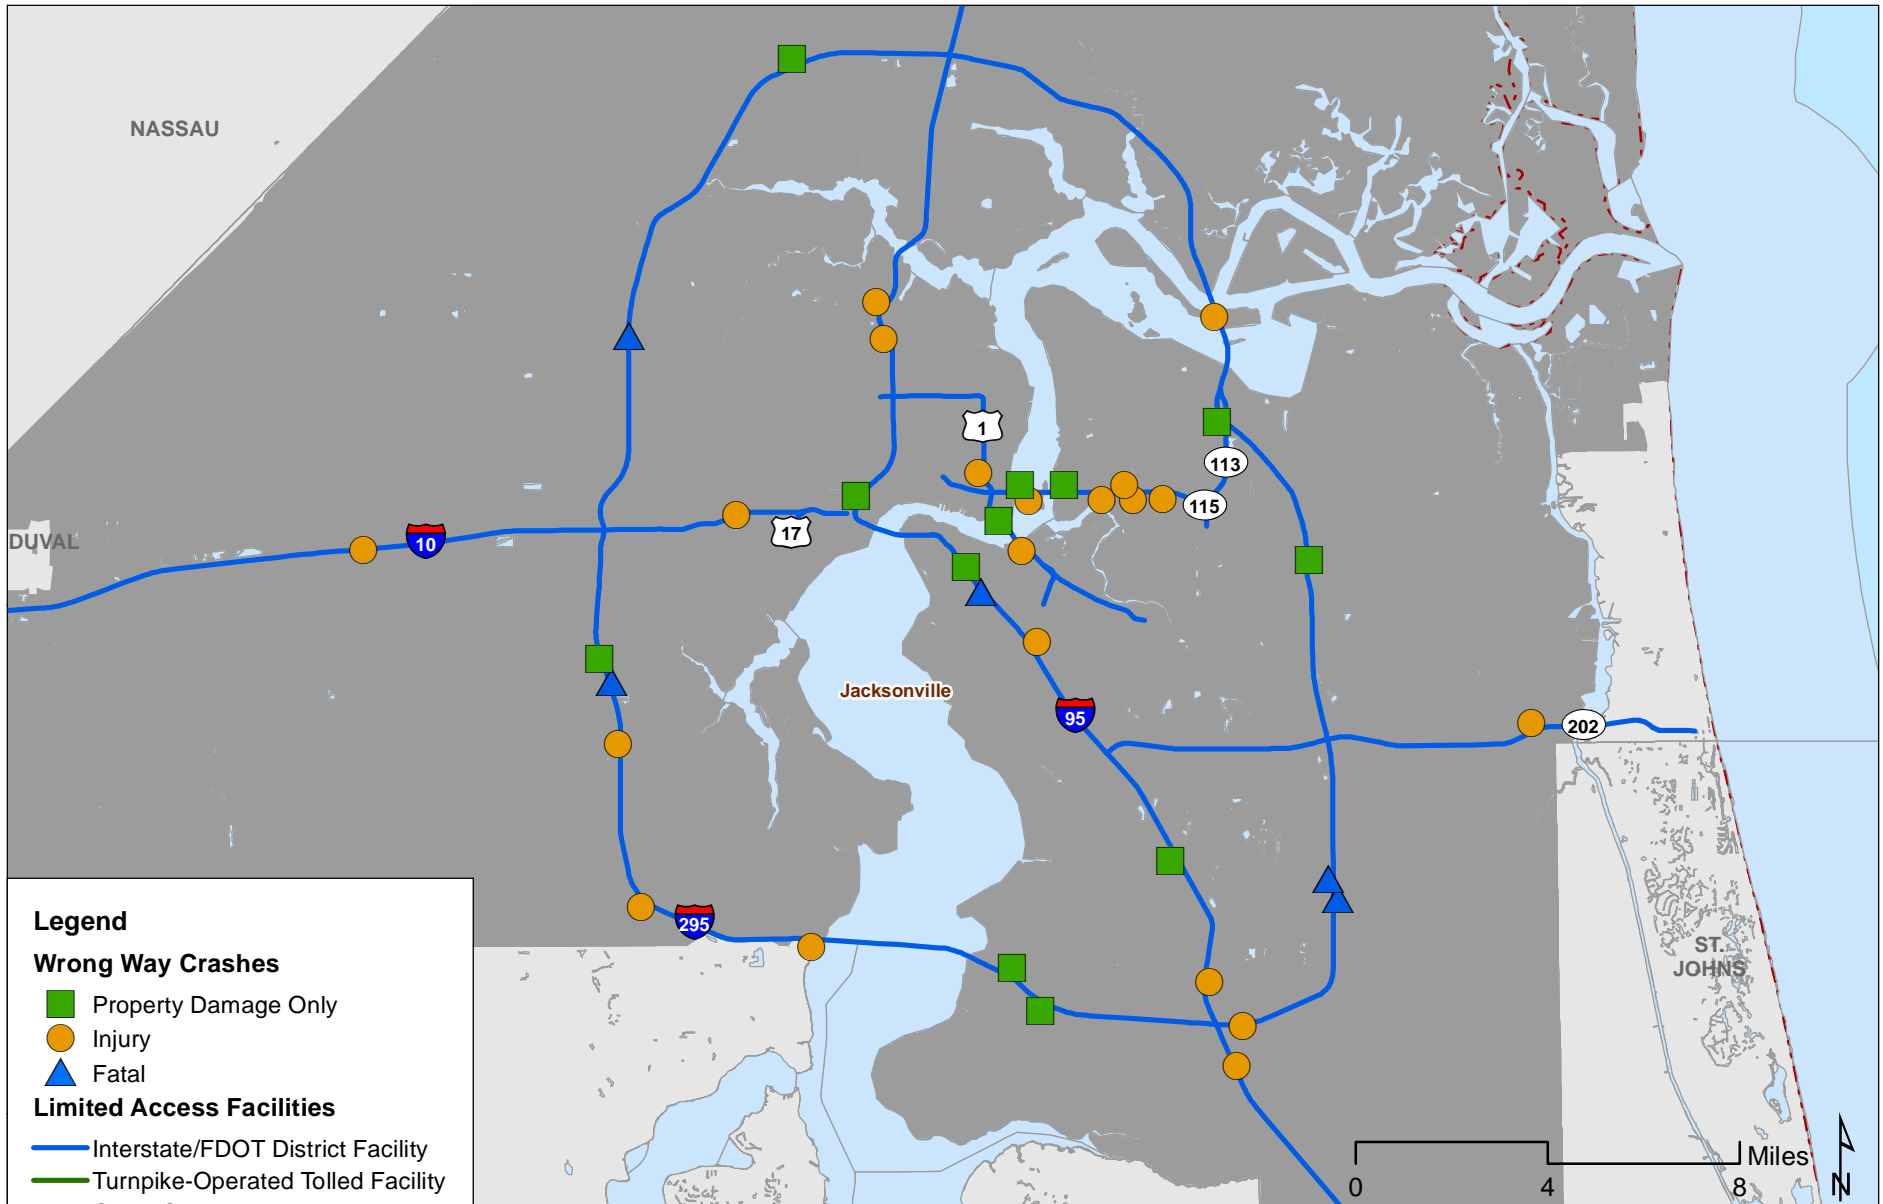 NASSAU
1
113
115
17
10
DUVAL
Jacksonville
95
202
295
ST.
JOHNS
Legend
Wrong Way Crashes
Property Damage Only
Injury
Fatal
Limited Access Facilities
Interstate/FDOT District Facility
Turnpike-Operated Tolled Facility
Miles
0 4 8
N